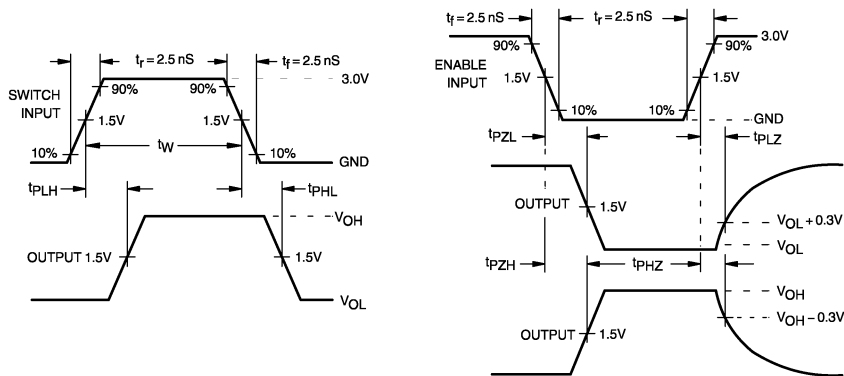 tr = 2.5 nS
tf = 2.5 nS
3.0V
SWITCH
INPUT
90%
90%
1.5V
1.5V
tW
10%
10%
GND
tPLH
tPHL
VOH
OUTPUT
1.5V
1.5V
VOL
tf = 2.5 nS
tr = 2.5 nS
3.0V
ENABLE
INPUT
90%
90%
1.5V
1.5V
10%
10%
GND
tPZL
tPLZ
OUTPUT
1.5V
VOL + 0.3V
VOL
tPZH
tPHZ
VOH
VOH – 0.3V
OUTPUT
1.5V